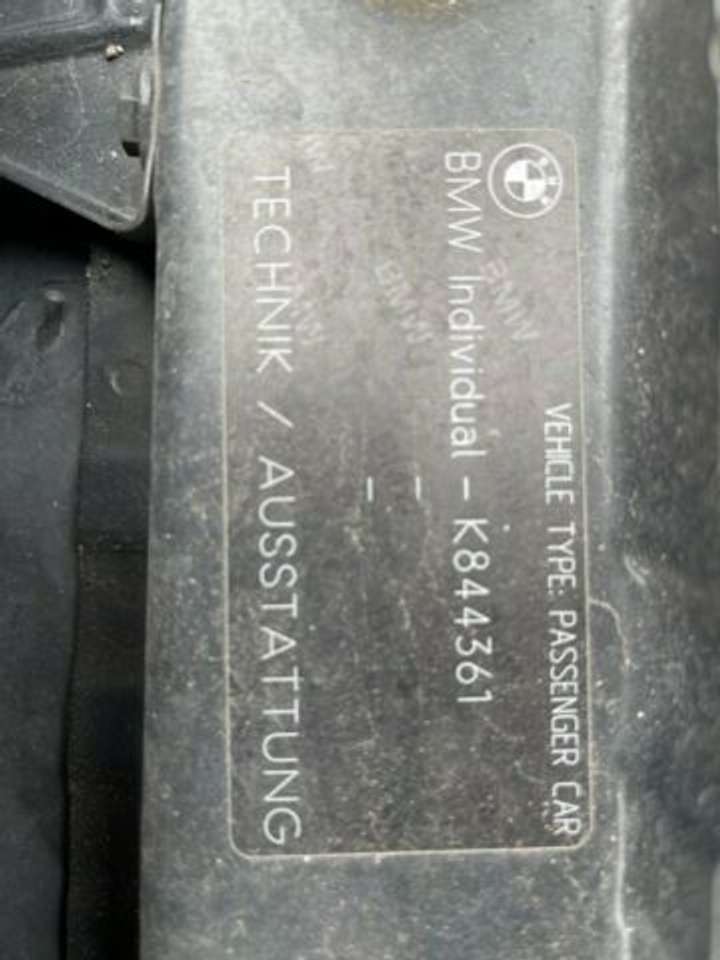 VEHICLE TYPE: PASSENGER CAR
BMW Individual - K844361
-
-
TECHNIK / AUSSTATTUNG